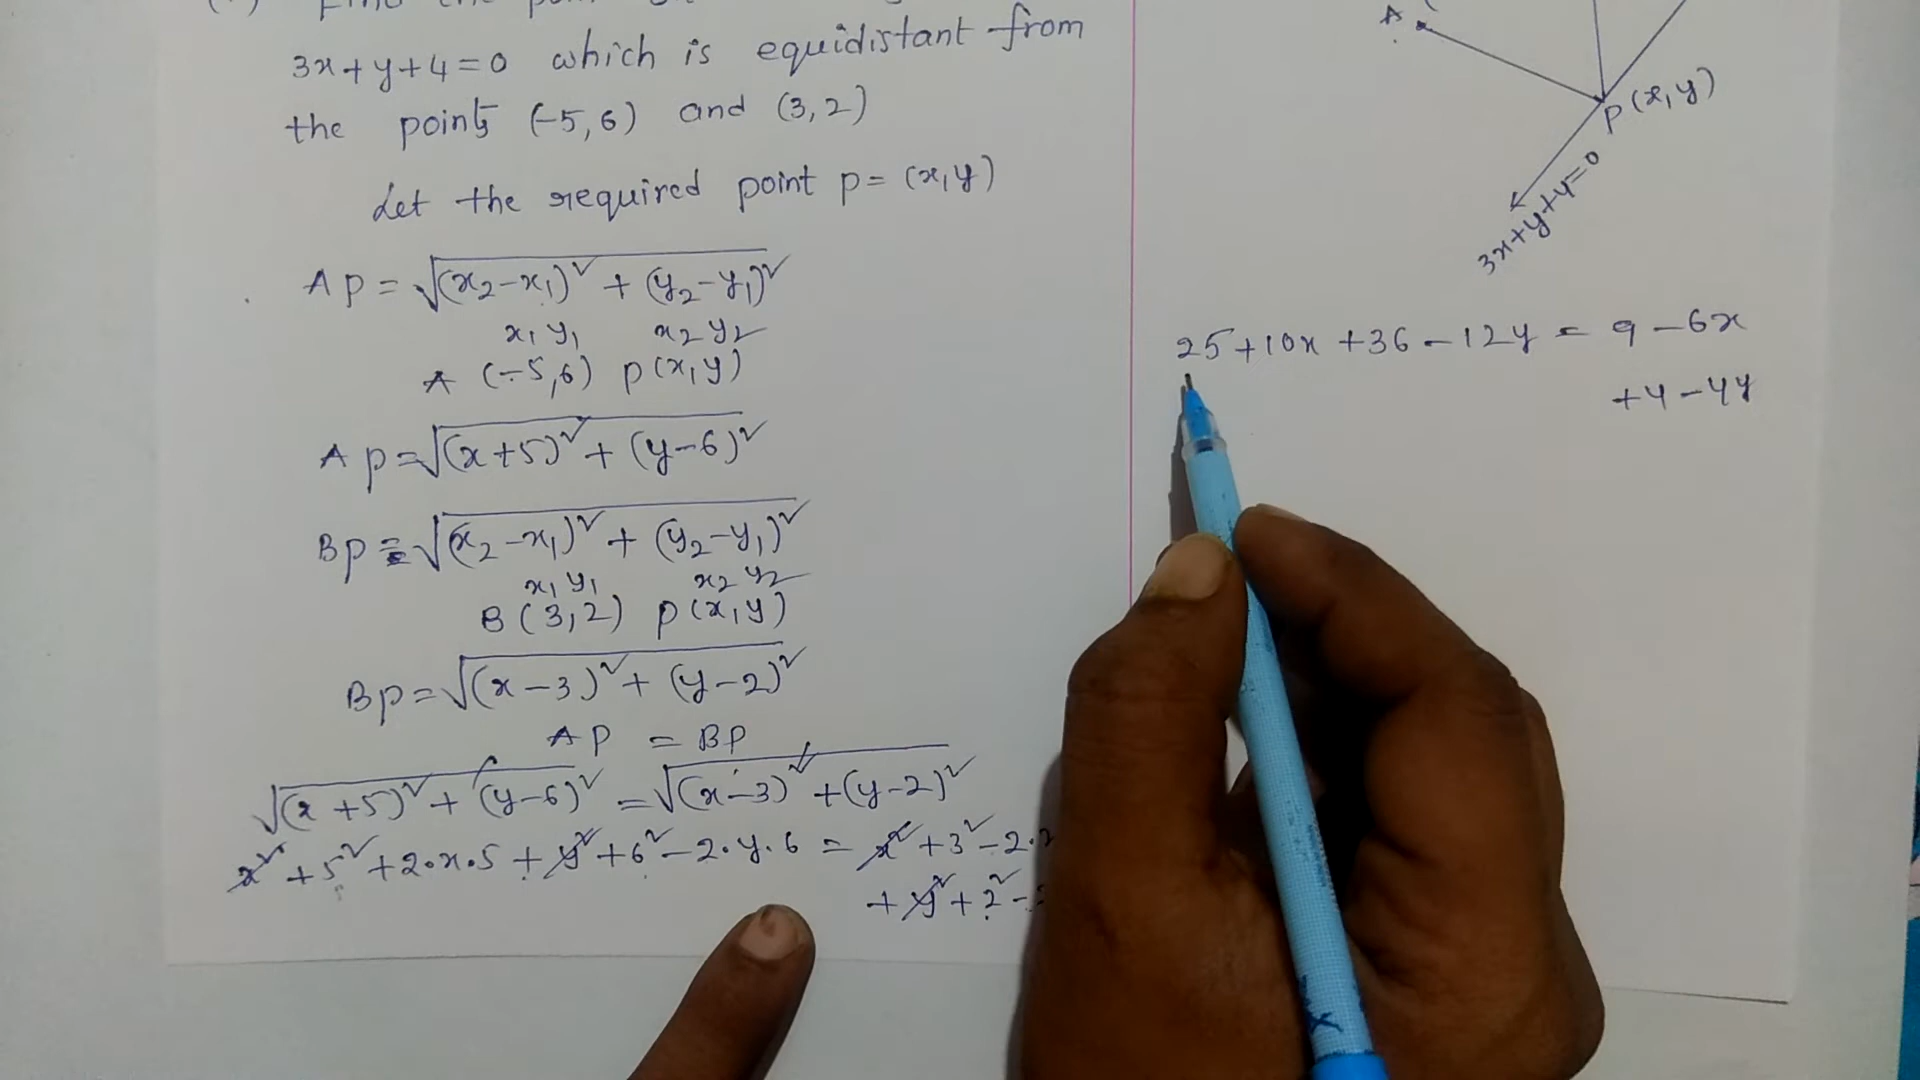 3x+y+4=0 which is equidistant from
the points (-5,6) and (3,2)
Let the required point p= (x,y)
AP = √(x₂-x₁)² + (y₂-y₁)²
x₁ y₁ x₂ y₂
A (-5,6) p(x,y)
AP=√(x+5)² + (y-6)²
BP = √(x₂-x₁)² + (y₂-y₁)²
x₁ y₁ x₂ y₂
B (3,2) p(x,y)
BP=√(x-3)² + (y-2)²
AP = BP
√(x+5)² + (y-6)² = √(x-3)² +(y-2)²
x² + 5² + 2·x·5 + y² + 6² - 2·y·6 = x² + 3² - 2·
+ y² + 2² -
A
P(x,y)
3x+y+4=0
25+10x+36-12y = 9-6x
+4-4y